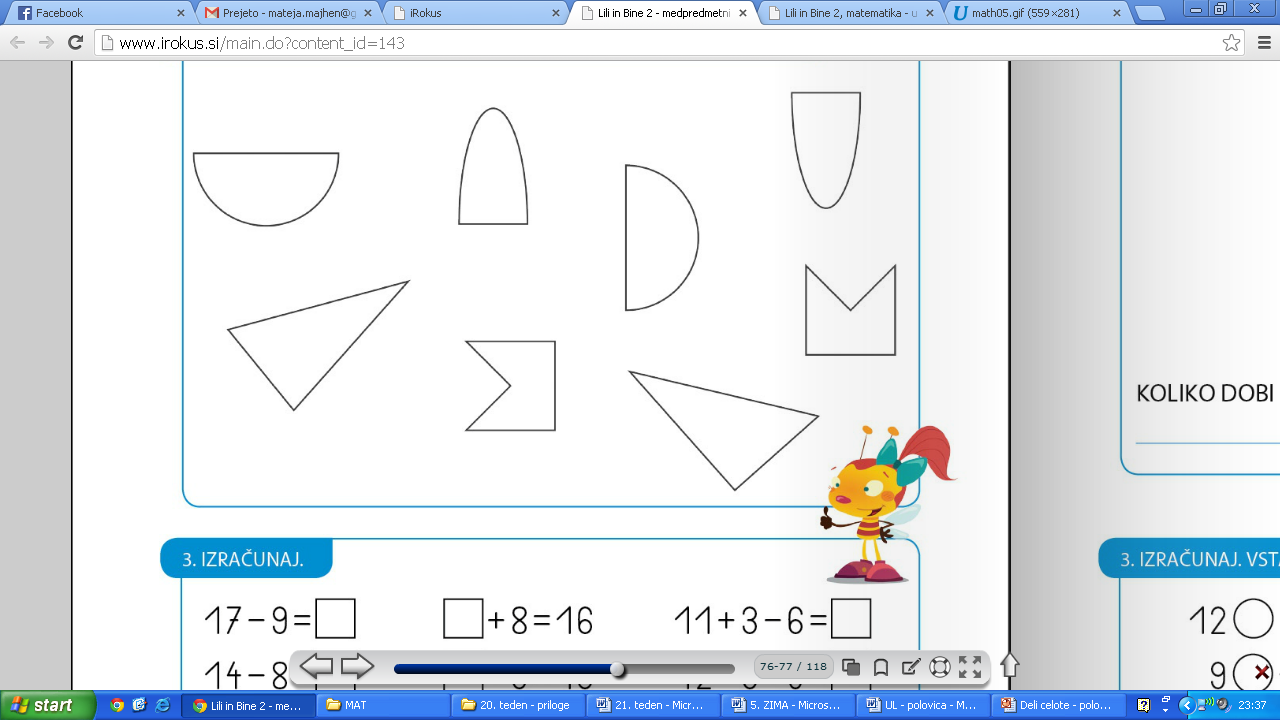 Facebook
Prejeto - mateja.majhen@g
iRokus
Lili in Bine 2 - medpredmetni
Lili in Bine 2, matematika - u
math05.gif (559×281)
www.irokus.si/main.do?content_id=143
KOLIKO DOBI
3. IZRAČUNAJ.
3. IZRAČUNAJ. VST
17 - 9 =
+ 8 = 16
11 + 3 - 6 =
12
14 - 8
9
76-77 / 118
start
Lili in Bine 2 - me...
MAT
20. teden - priloge
21. teden - Micr...
5. ZIMA - Micros...
UL - polovica - M...
Deli celote - polo...
23:37